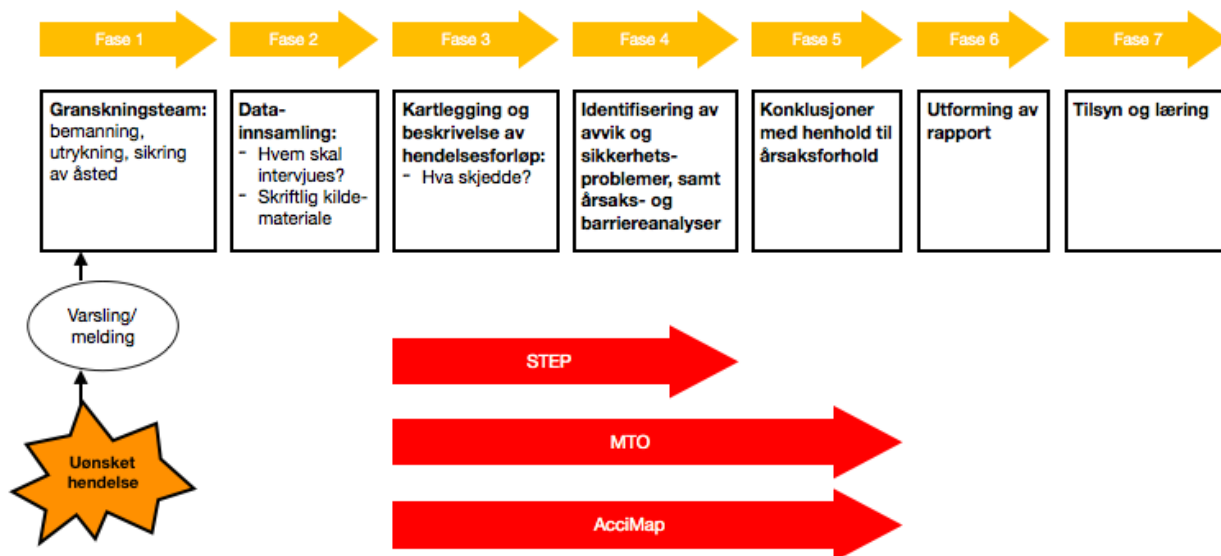 Fase 1
Fase 2
Fase 3
Fase 4
Fase 5
Fase 6
Fase 7
Granskningsteam:
bemanning,
utrykning, sikring
av åsted
Data-
innsamling:
- Hvem skal
intervjues?
- Skriftlig kilde-
materiale
Kartlegging og
beskrivelse av
hendelsesforløp:
- Hva skjedde?
Identifisering av
avvik og
sikkerhets-
problemer, samt
årsaks- og
barriereanalyser
Konklusjoner
med henhold til
årsaksforhold
Utforming av
rapport
Tilsyn og læring
Varsling/
melding
Uønsket
hendelse
STEP
MTO
AcciMap